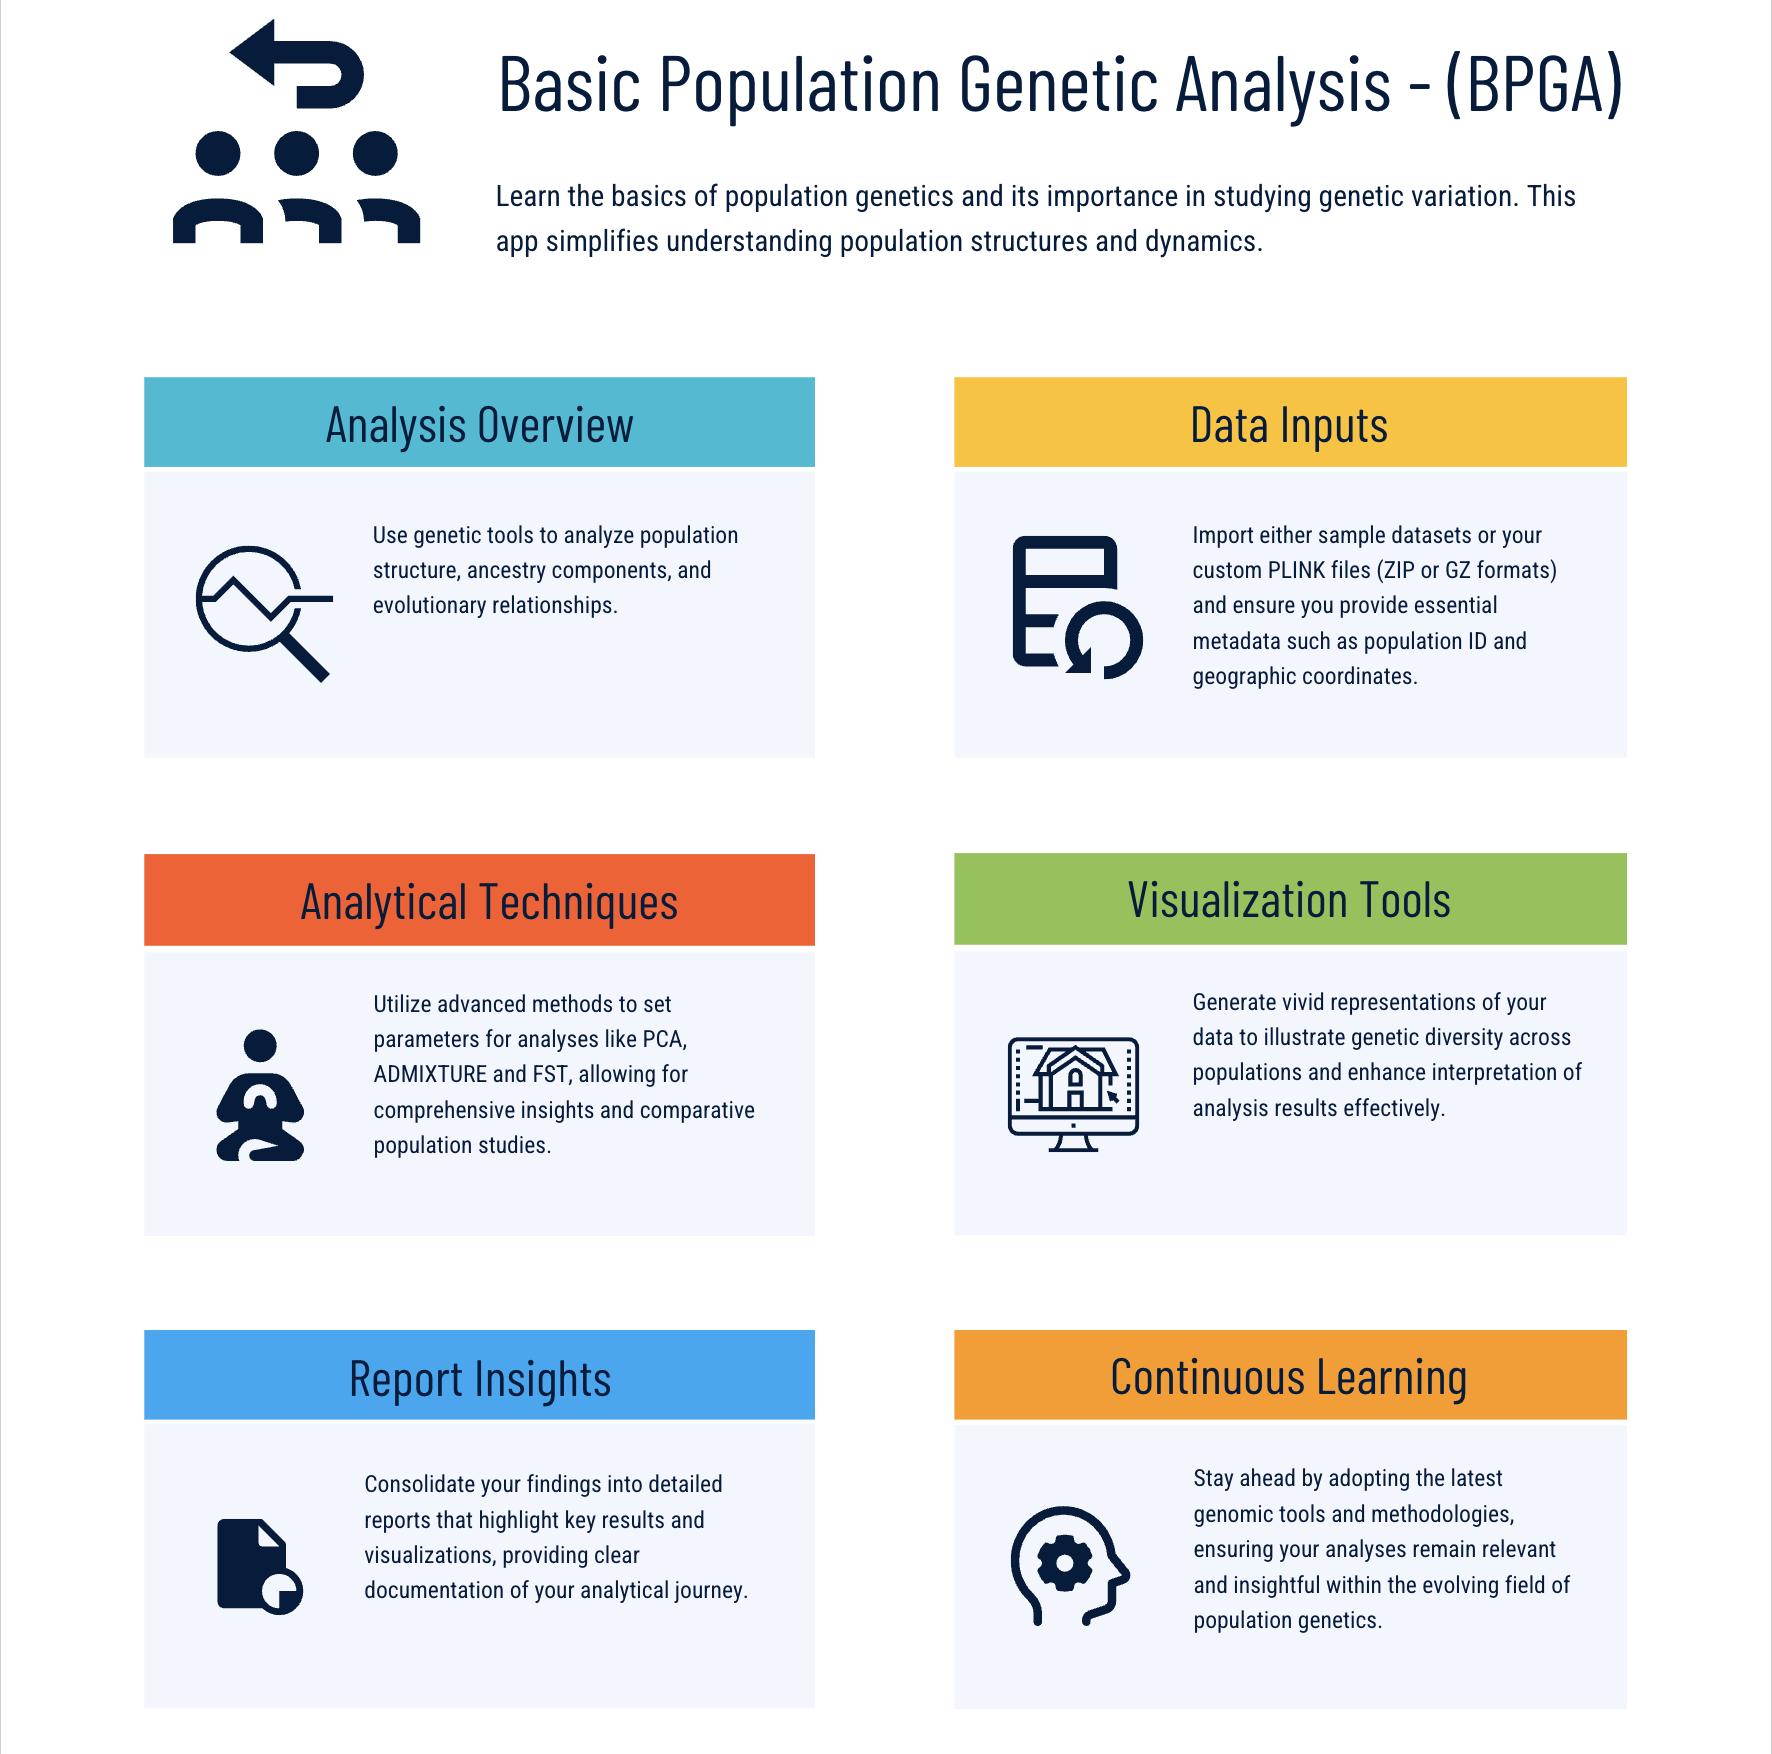 Basic Population Genetic Analysis - (BPGA)
Learn the basics of population genetics and its importance in studying genetic variation. This
app simplifies understanding population structures and dynamics.
Analysis Overview
Use genetic tools to analyze population
structure, ancestry components, and
evolutionary relationships.
Data Inputs
Import either sample datasets or your
custom PLINK files (ZIP or GZ formats)
and ensure you provide essential
metadata such as population ID and
geographic coordinates.
Analytical Techniques
Utilize advanced methods to set
parameters for analyses like PCA,
ADMIXTURE and FST, allowing for
comprehensive insights and comparative
population studies.
Visualization Tools
Generate vivid representations of your
data to illustrate genetic diversity across
populations and enhance interpretation of
analysis results effectively.
Report Insights
Consolidate your findings into detailed
reports that highlight key results and
visualizations, providing clear
documentation of your analytical journey.
Continuous Learning
Stay ahead by adopting the latest
genomic tools and methodologies,
ensuring your analyses remain relevant
and insightful within the evolving field of
population genetics.